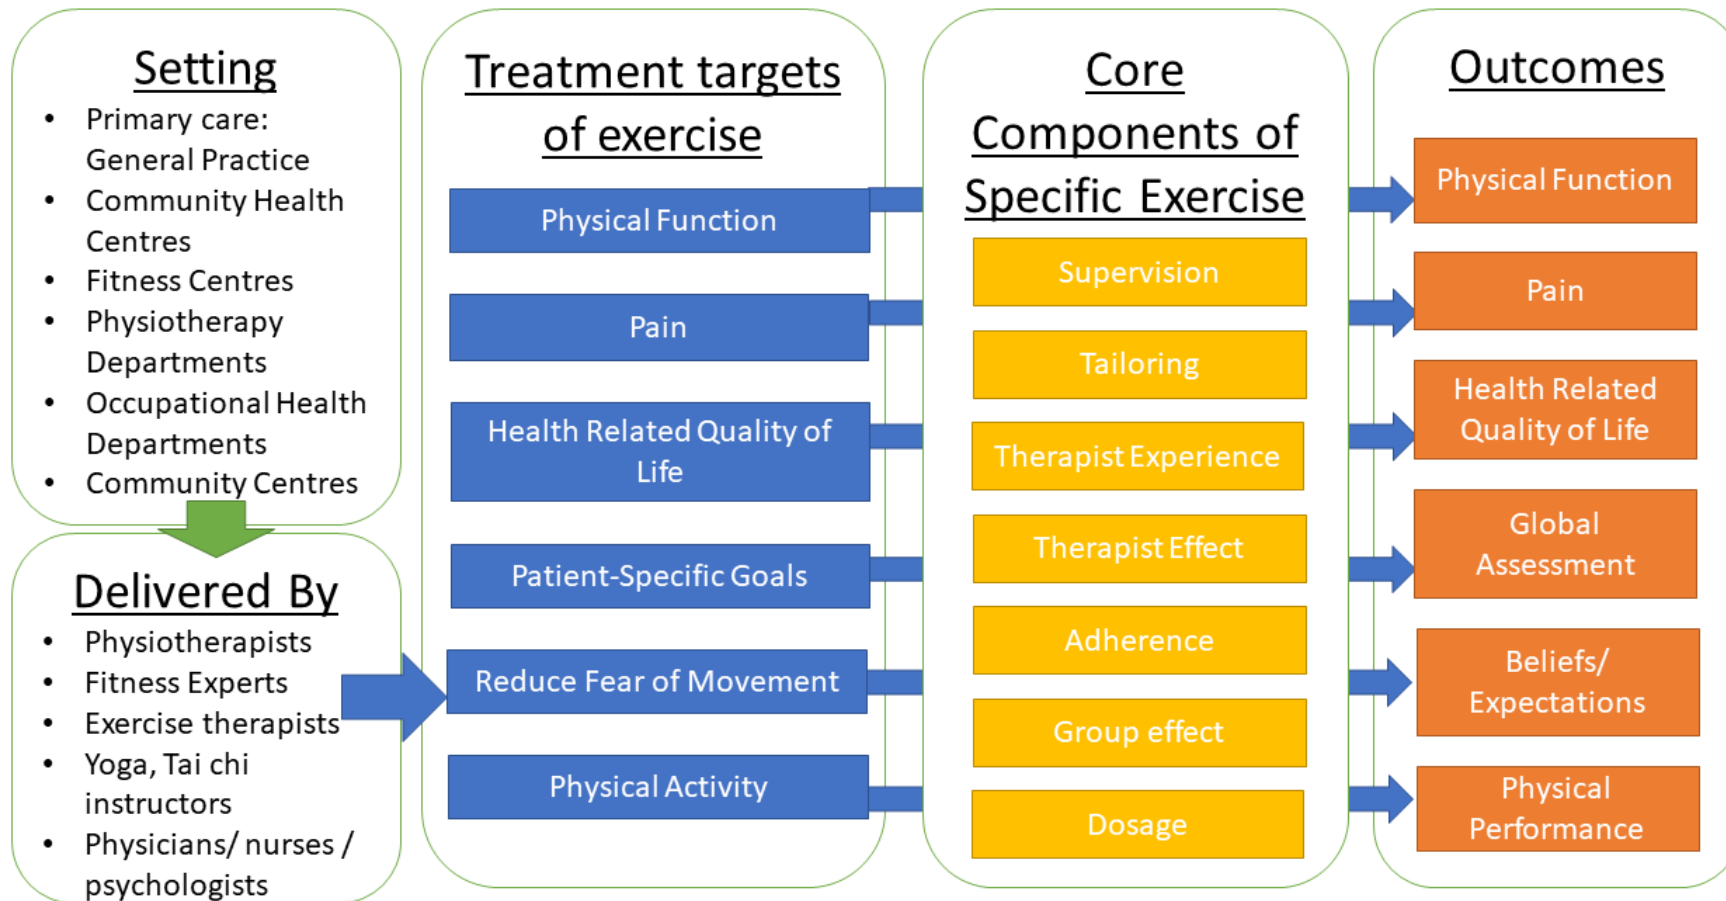 Setting
• Primary care:
General Practice
• Community Health
Centres
• Fitness Centres
• Physiotherapy
Departments
• Occupational Health
Departments
• Community Centres
Delivered By
• Physiotherapists
• Fitness Experts
• Exercise therapists
• Yoga, Tai chi
instructors
• Physicians/ nurses /
psychologists
Treatment targets
of exercise
Physical Function
Pain
Health Related Quality of
Life
Patient-Specific Goals
Reduce Fear of Movement
Physical Activity
Core
Components of
Specific Exercise
Supervision
Tailoring
Therapist Experience
Therapist Effect
Adherence
Group effect
Dosage
Outcomes
Physical Function
Pain
Health Related
Quality of Life
Global
Assessment
Beliefs/
Expectations
Physical
Performance